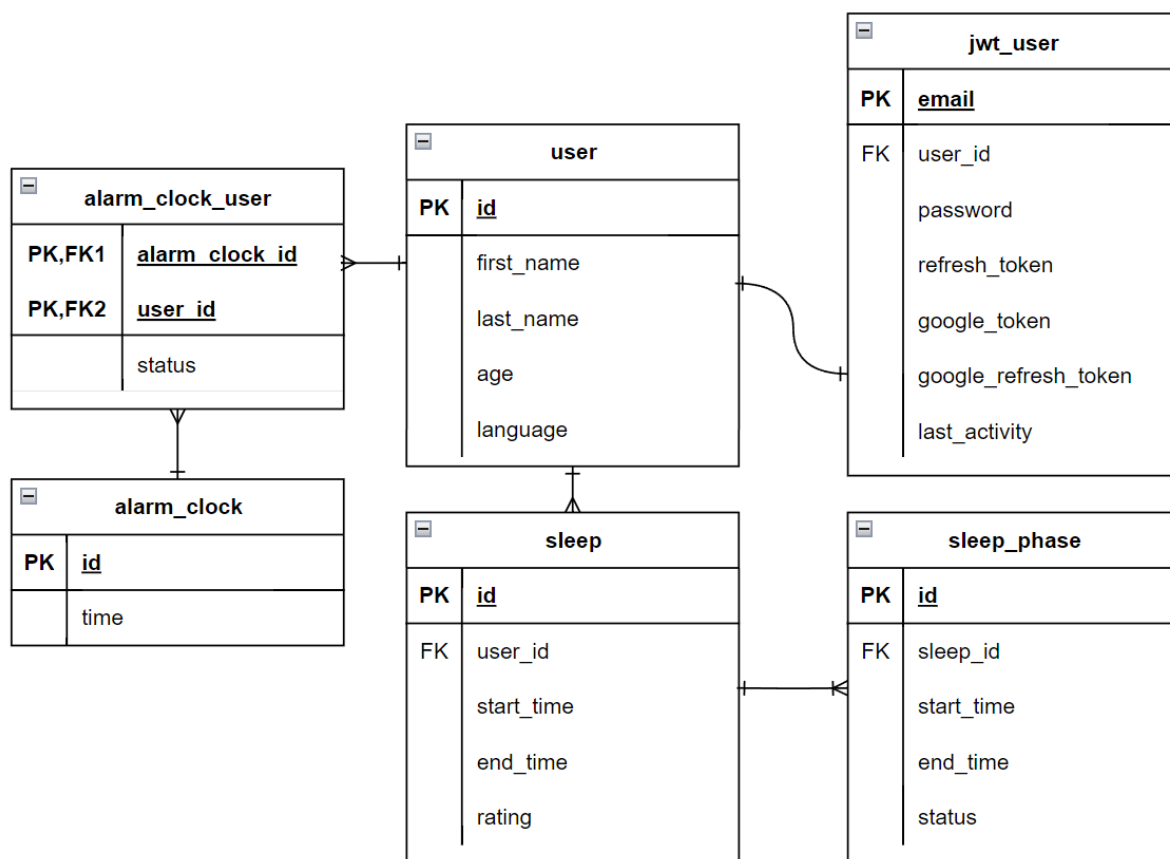 alarm_clock_user
PK,FK1 alarm_clock_id
PK,FK2 user_id
status
alarm_clock
PK id
time
user
PK id
first_name
last_name
age
language
sleep
PK id
FK user_id
start_time
end_time
rating
jwt_user
PK email
FK user_id
password
refresh_token
google_token
google_refresh_token
last_activity
sleep_phase
PK id
FK sleep_id
start_time
end_time
status